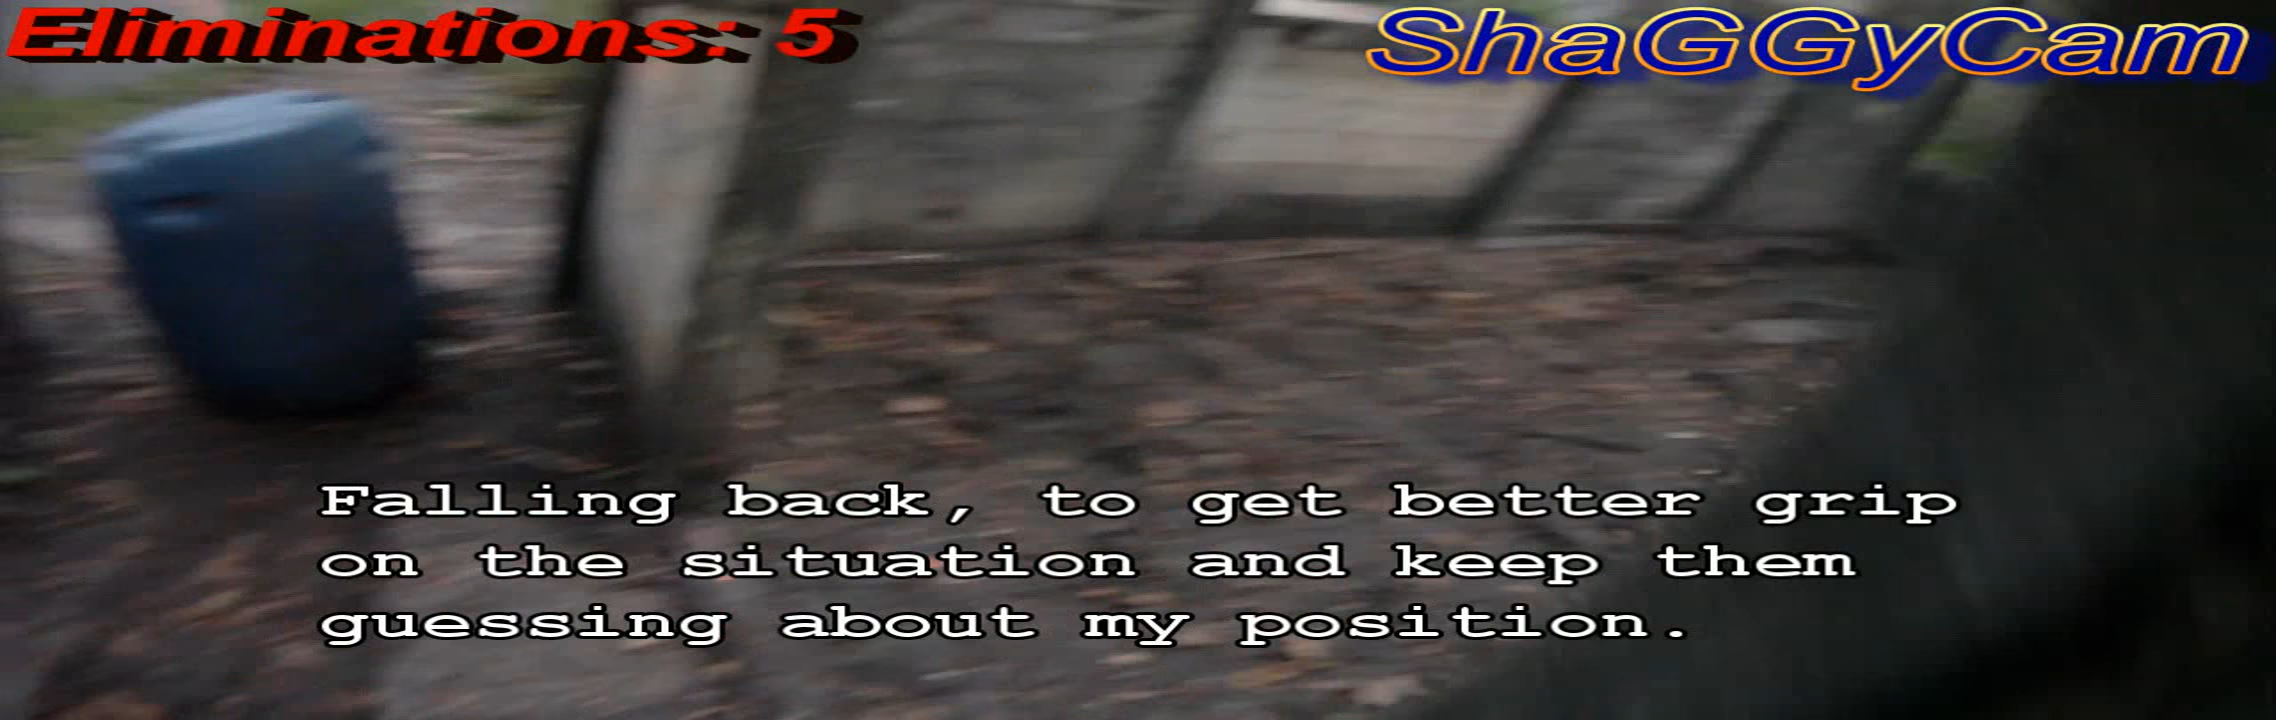 Eliminations: 5
ShaGGyCam
Falling back, to get better grip
on the situation and keep them
guessing about my position.